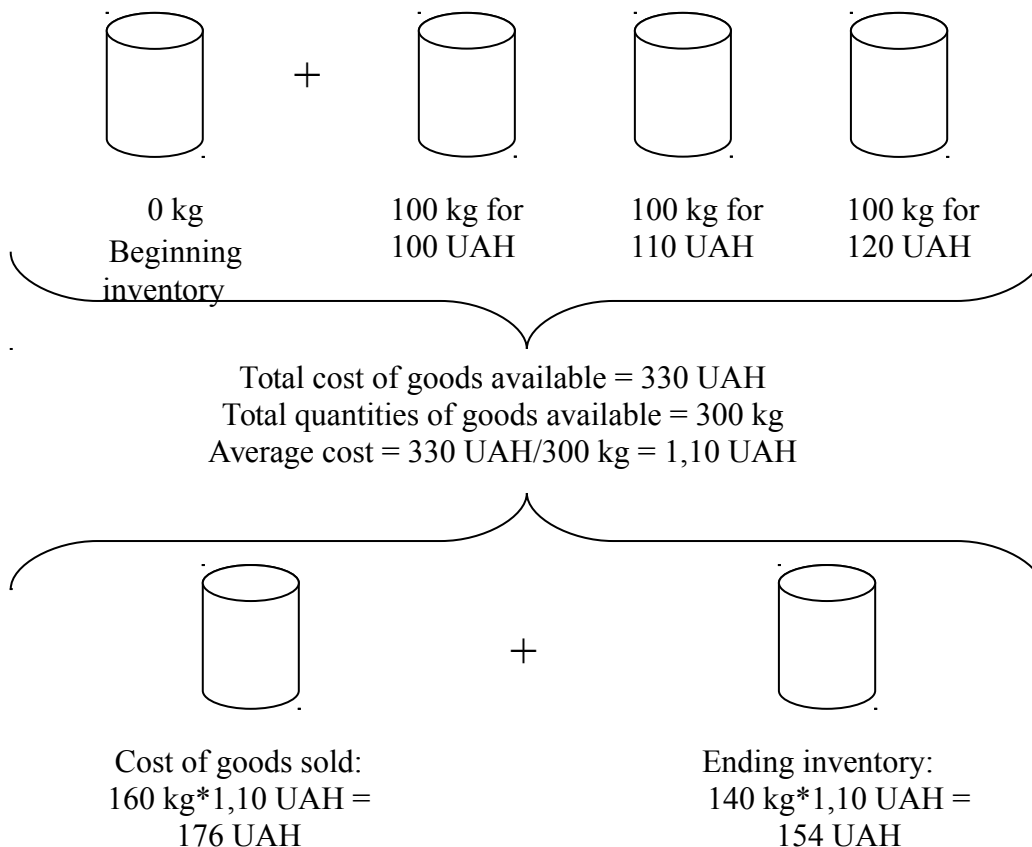 +
0 kg
Beginning
inventory
100 kg for
100 UAH
100 kg for
110 UAH
100 kg for
120 UAH
Total cost of goods available = 330 UAH
Total quantities of goods available = 300 kg
Average cost = 330 UAH/300 kg = 1,10 UAH
+
Cost of goods sold:
160 kg*1,10 UAH =
176 UAH
Ending inventory:
140 kg*1,10 UAH =
154 UAH